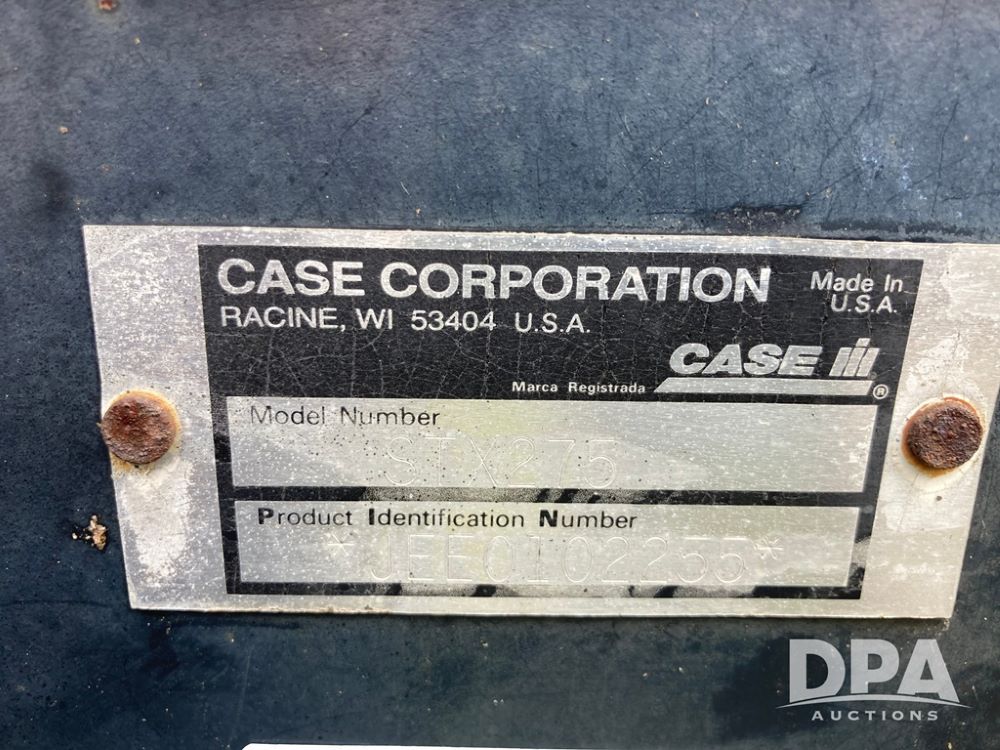 CASE CORPORATION
Made In
U.S.A.
RACINE, WI 53404 U.S.A.
CASE IH
Marca Registrada ®
Model Number
STX275
Product Identification Number
*JEE0102255*
DPA
AUCTIONS